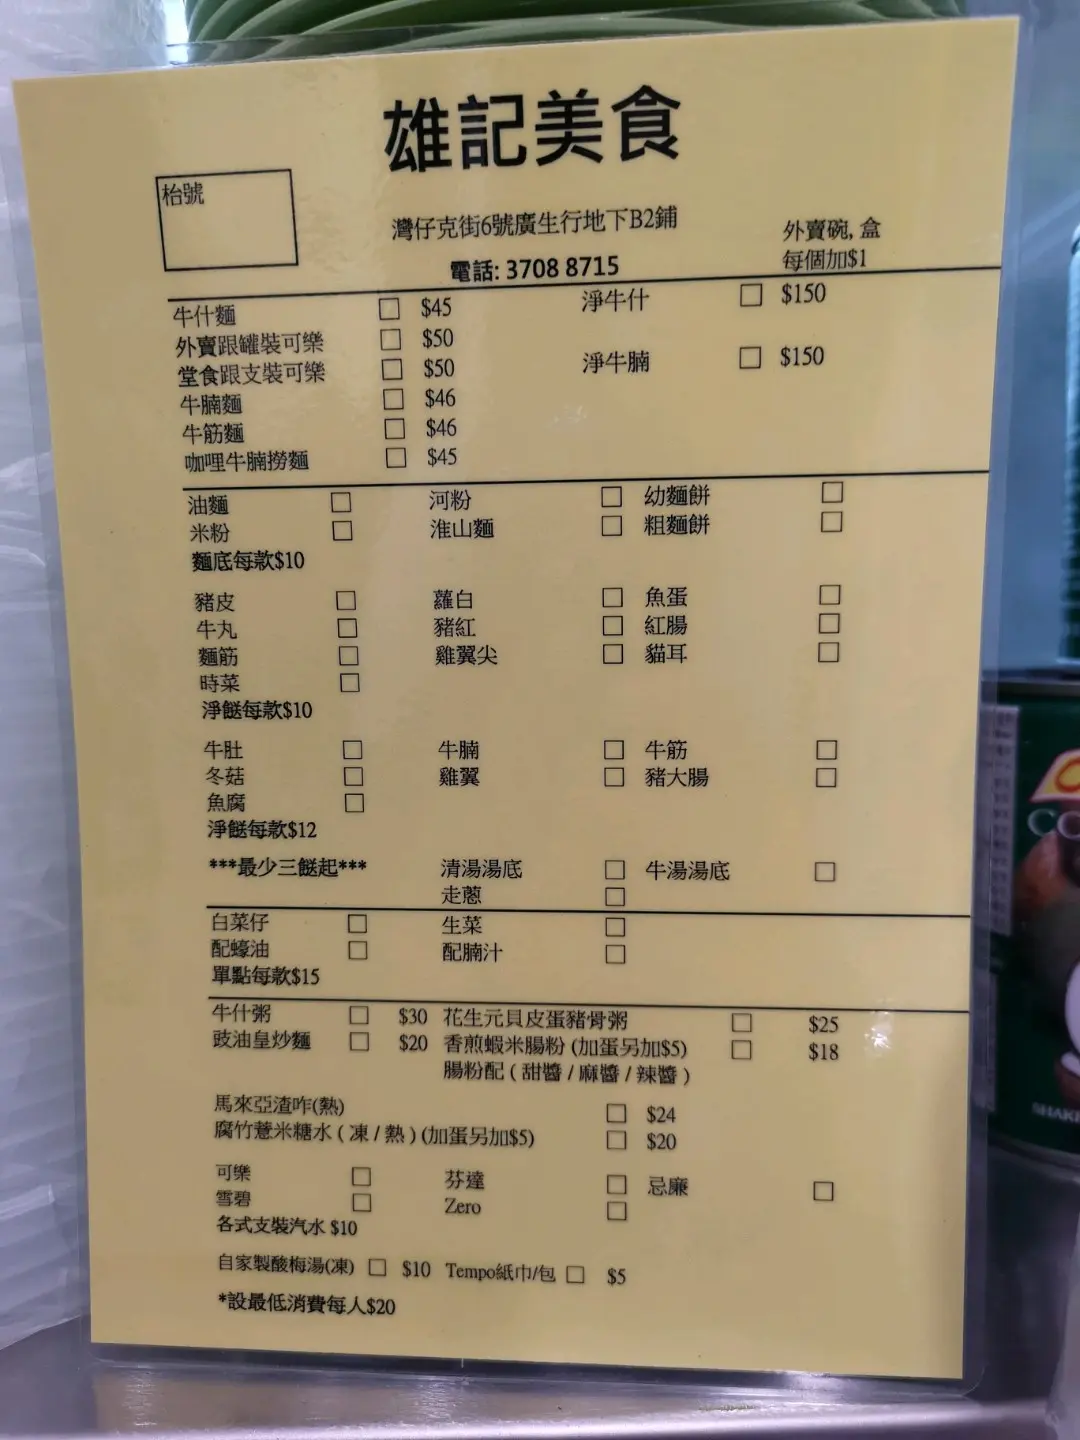 雄記美食
枱號
灣仔克街6號廣生行地下B2鋪
電話: 3708 8715
外賣碗, 盒
每個加$1
牛什麵 □ $45 淨牛什 □ $150
外賣跟罐裝可樂 □ $50
堂食跟支裝可樂 □ $50 淨牛腩 □ $150
牛腩麵 □ $46
牛筋麵 □ $46
咖哩牛腩撈麵 □ $45
油麵 □ 河粉 □ 幼麵餅 □
米粉 □ 淮山麵 □ 粗麵餅 □
麵底每款$10
豬皮 □ 蘿白 □ 魚蛋 □
牛丸 □ 豬紅 □ 紅腸 □
麵筋 □ 雞翼尖 □ 貓耳 □
時菜 □
淨餸每款$10
牛肚 □ 牛腩 □ 牛筋 □
冬菇 □ 雞翼 □ 豬大腸 □
魚腐 □
淨餸每款$12
***最少三餸起*** 清湯湯底 □ 牛湯湯底 □
走蔥 □
白菜仔 □ 生菜 □
配蠔油 □ 配腩汁 □
單點每款$15
牛什粥 □ $30 花生元貝皮蛋豬骨粥 □ $25
豉油皇炒麵 □ $20 香煎蝦米腸粉 (加蛋另加$5) □ $18
腸粉配 ( 甜醬 / 麻醬 / 辣醬 )
馬來亞渣咋(熱) □ $24
腐竹薏米糖水 ( 凍 / 熱 ) (加蛋另加$5) □ $20
可樂 □ 芬達 □ 忌廉 □
雪碧 □ Zero □
各式支裝汽水 $10
自家製酸梅湯(凍) □ $10 Tempo紙巾/包 □ $5
*設最低消費每人$20